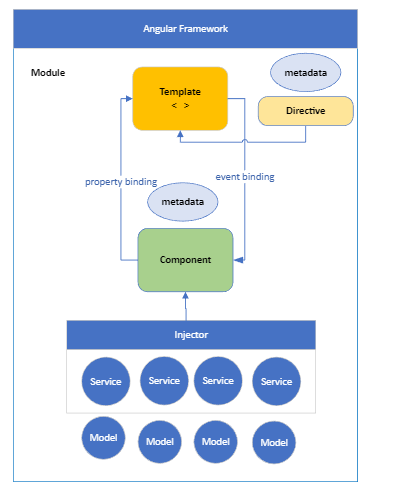 Angular Framework
Module
metadata
Template
< >
Directive
property binding
event binding
metadata
Component
Injector
Service
Service
Service
Service
Model
Model
Model
Model